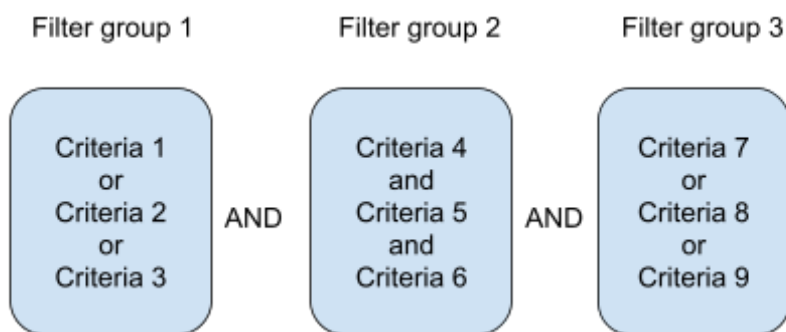 Filter group 1
Filter group 2
Filter group 3
Criteria 1
or
Criteria 2
or
Criteria 3
AND
Criteria 4
and
Criteria 5
and
Criteria 6
AND
Criteria 7
or
Criteria 8
or
Criteria 9